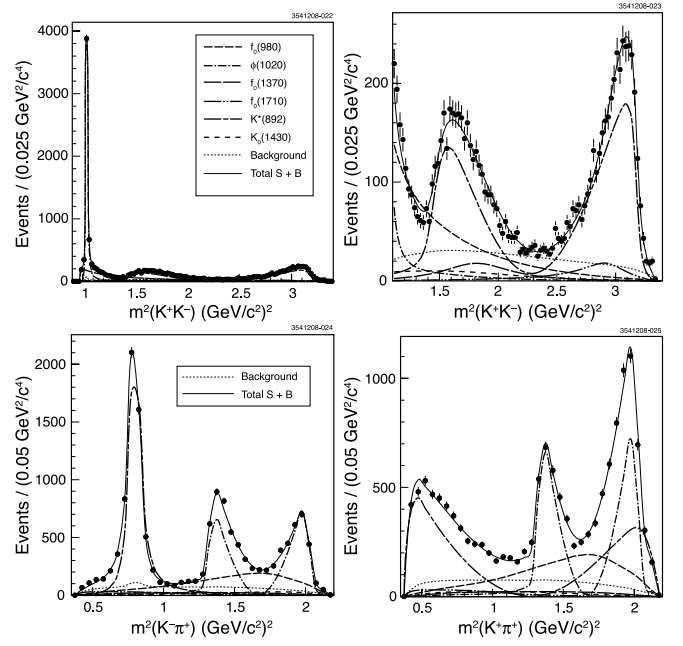 3541208-022
4000
3000
2000
1000
0
Events / (0.025 GeV²/c⁴)
f₀(980)
ϕ(1020)
f₀(1370)
f₀(1710)
K*(892)
K₀(1430)
Background
Total S + B
1 1.5 2 2.5 3
m²(K⁺K⁻) (GeV/c²)²
3541208-023
200
100
0
Events / (0.025 GeV²/c⁴)
1.5 2 2.5 3
m²(K⁺K⁻) (GeV/c²)²
3541208-024
2000
1500
1000
500
0
Events / (0.05 GeV²/c⁴)
Background
Total S + B
0.5 1 1.5 2
m²(K⁻π⁺) (GeV/c²)²
3541208-025
1000
500
0
Events / (0.05 GeV²/c⁴)
0.5 1 1.5 2
m²(K⁺π⁺) (GeV/c²)²